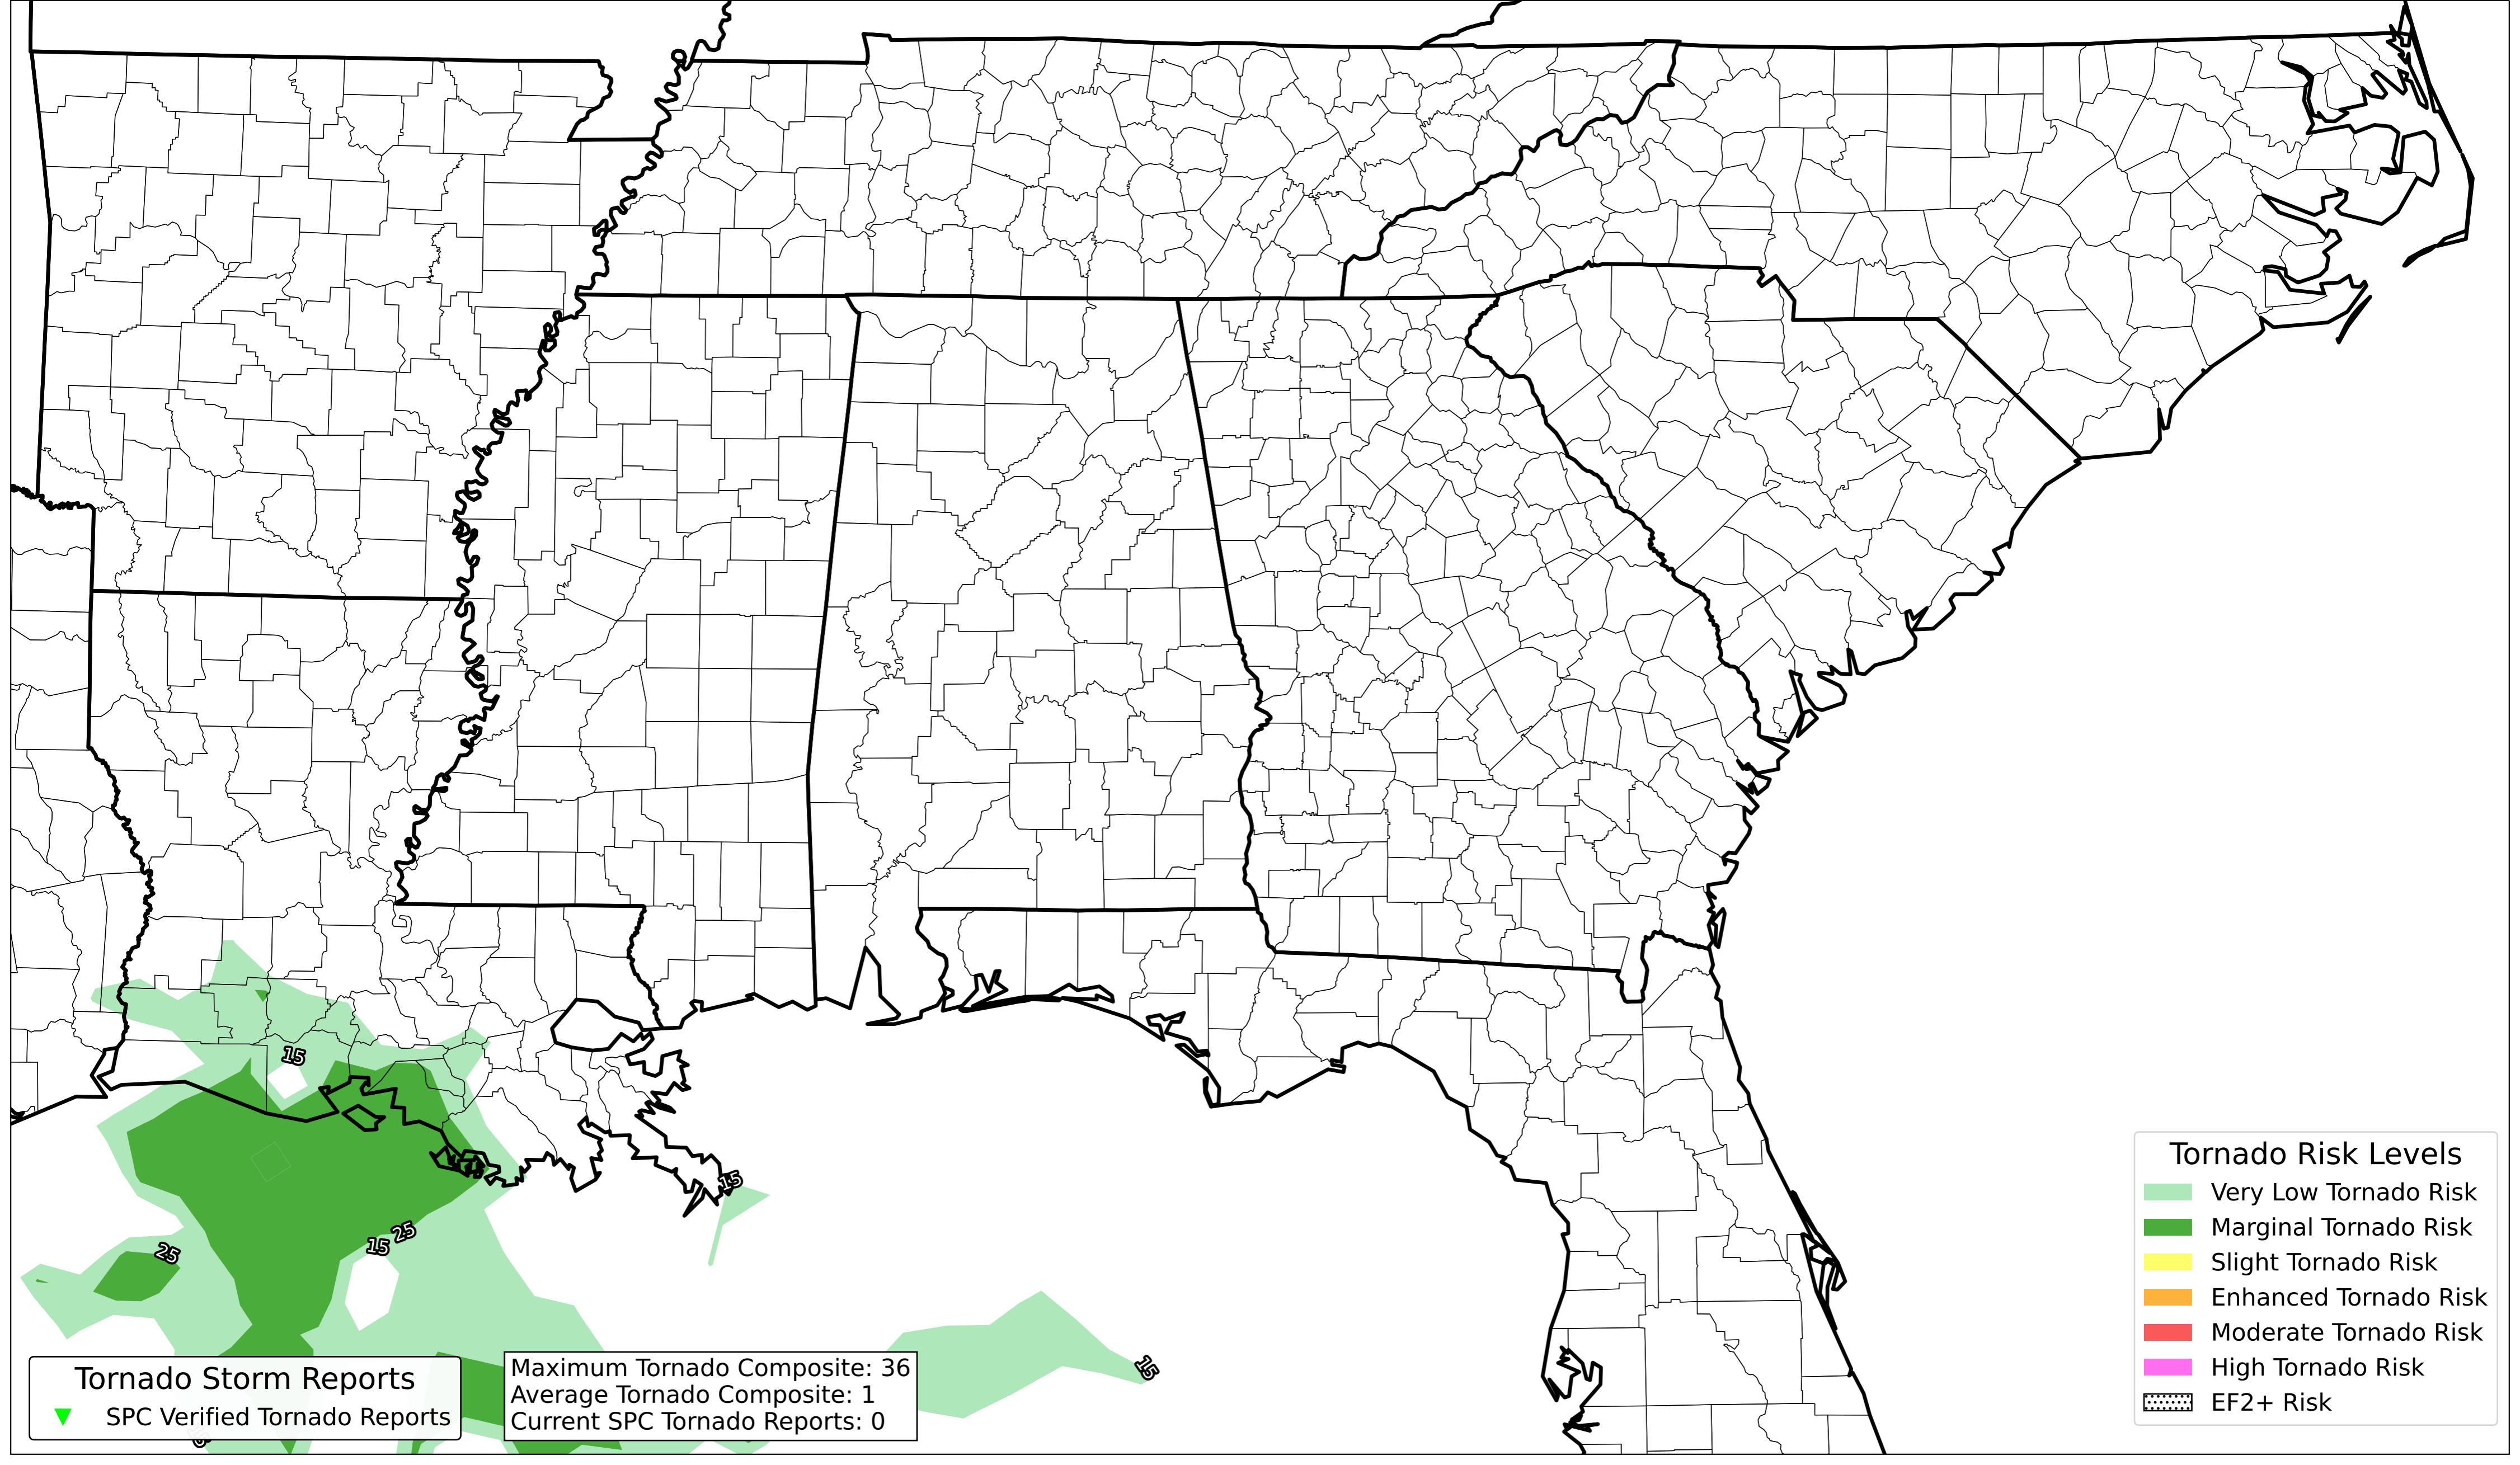 15
15
15
25
25
15
Tornado Risk Levels
Very Low Tornado Risk
Marginal Tornado Risk
Slight Tornado Risk
Enhanced Tornado Risk
Moderate Tornado Risk
High Tornado Risk
EF2+ Risk
15
Tornado Storm Reports
SPC Verified Tornado Reports
Maximum Tornado Composite: 36
Average Tornado Composite: 1
Current SPC Tornado Reports: 0